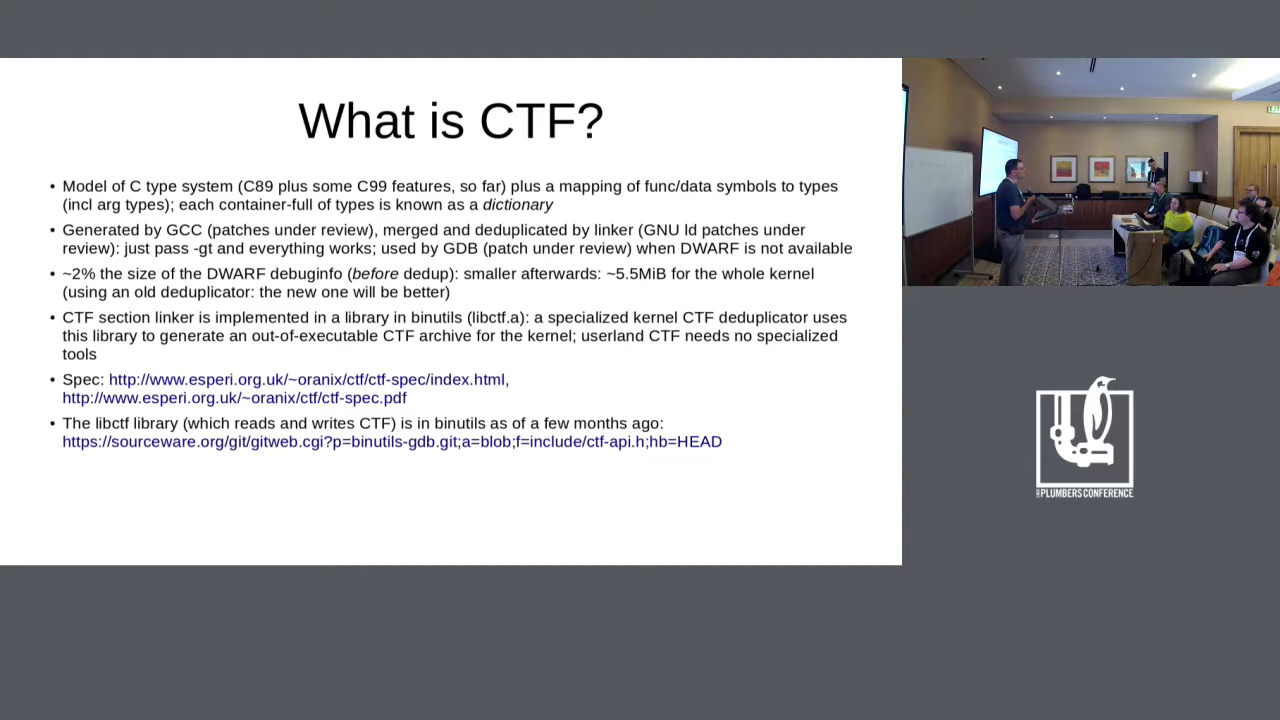 What is CTF?
• Model of C type system (C89 plus some C99 features, so far) plus a mapping of func/data symbols to types
(incl arg types); each container-full of types is known as a dictionary
• Generated by GCC (patches under review), merged and deduplicated by linker (GNU ld patches under
review): just pass -gt and everything works; used by GDB (patch under review) when DWARF is not available
• ~2% the size of the DWARF debuginfo (before dedup): smaller afterwards: ~5.5MiB for the whole kernel
(using an old deduplicator: the new one will be better)
• CTF section linker is implemented in a library in binutils (libctf.a): a specialized kernel CTF deduplicator uses
this library to generate an out-of-executable CTF archive for the kernel; userland CTF needs no specialized
tools
• Spec: http://www.esperi.org.uk/~oranix/ctf/ctf-spec/index.html,
http://www.esperi.org.uk/~oranix/ctf/ctf-spec.pdf
• The libctf library (which reads and writes CTF) is in binutils as of a few months ago:
https://sourceware.org/git/gitweb.cgi?p=binutils-gdb.git;a=blob;f=include/ctf-api.h;hb=HEAD
PLUMBERS CONFERENCE